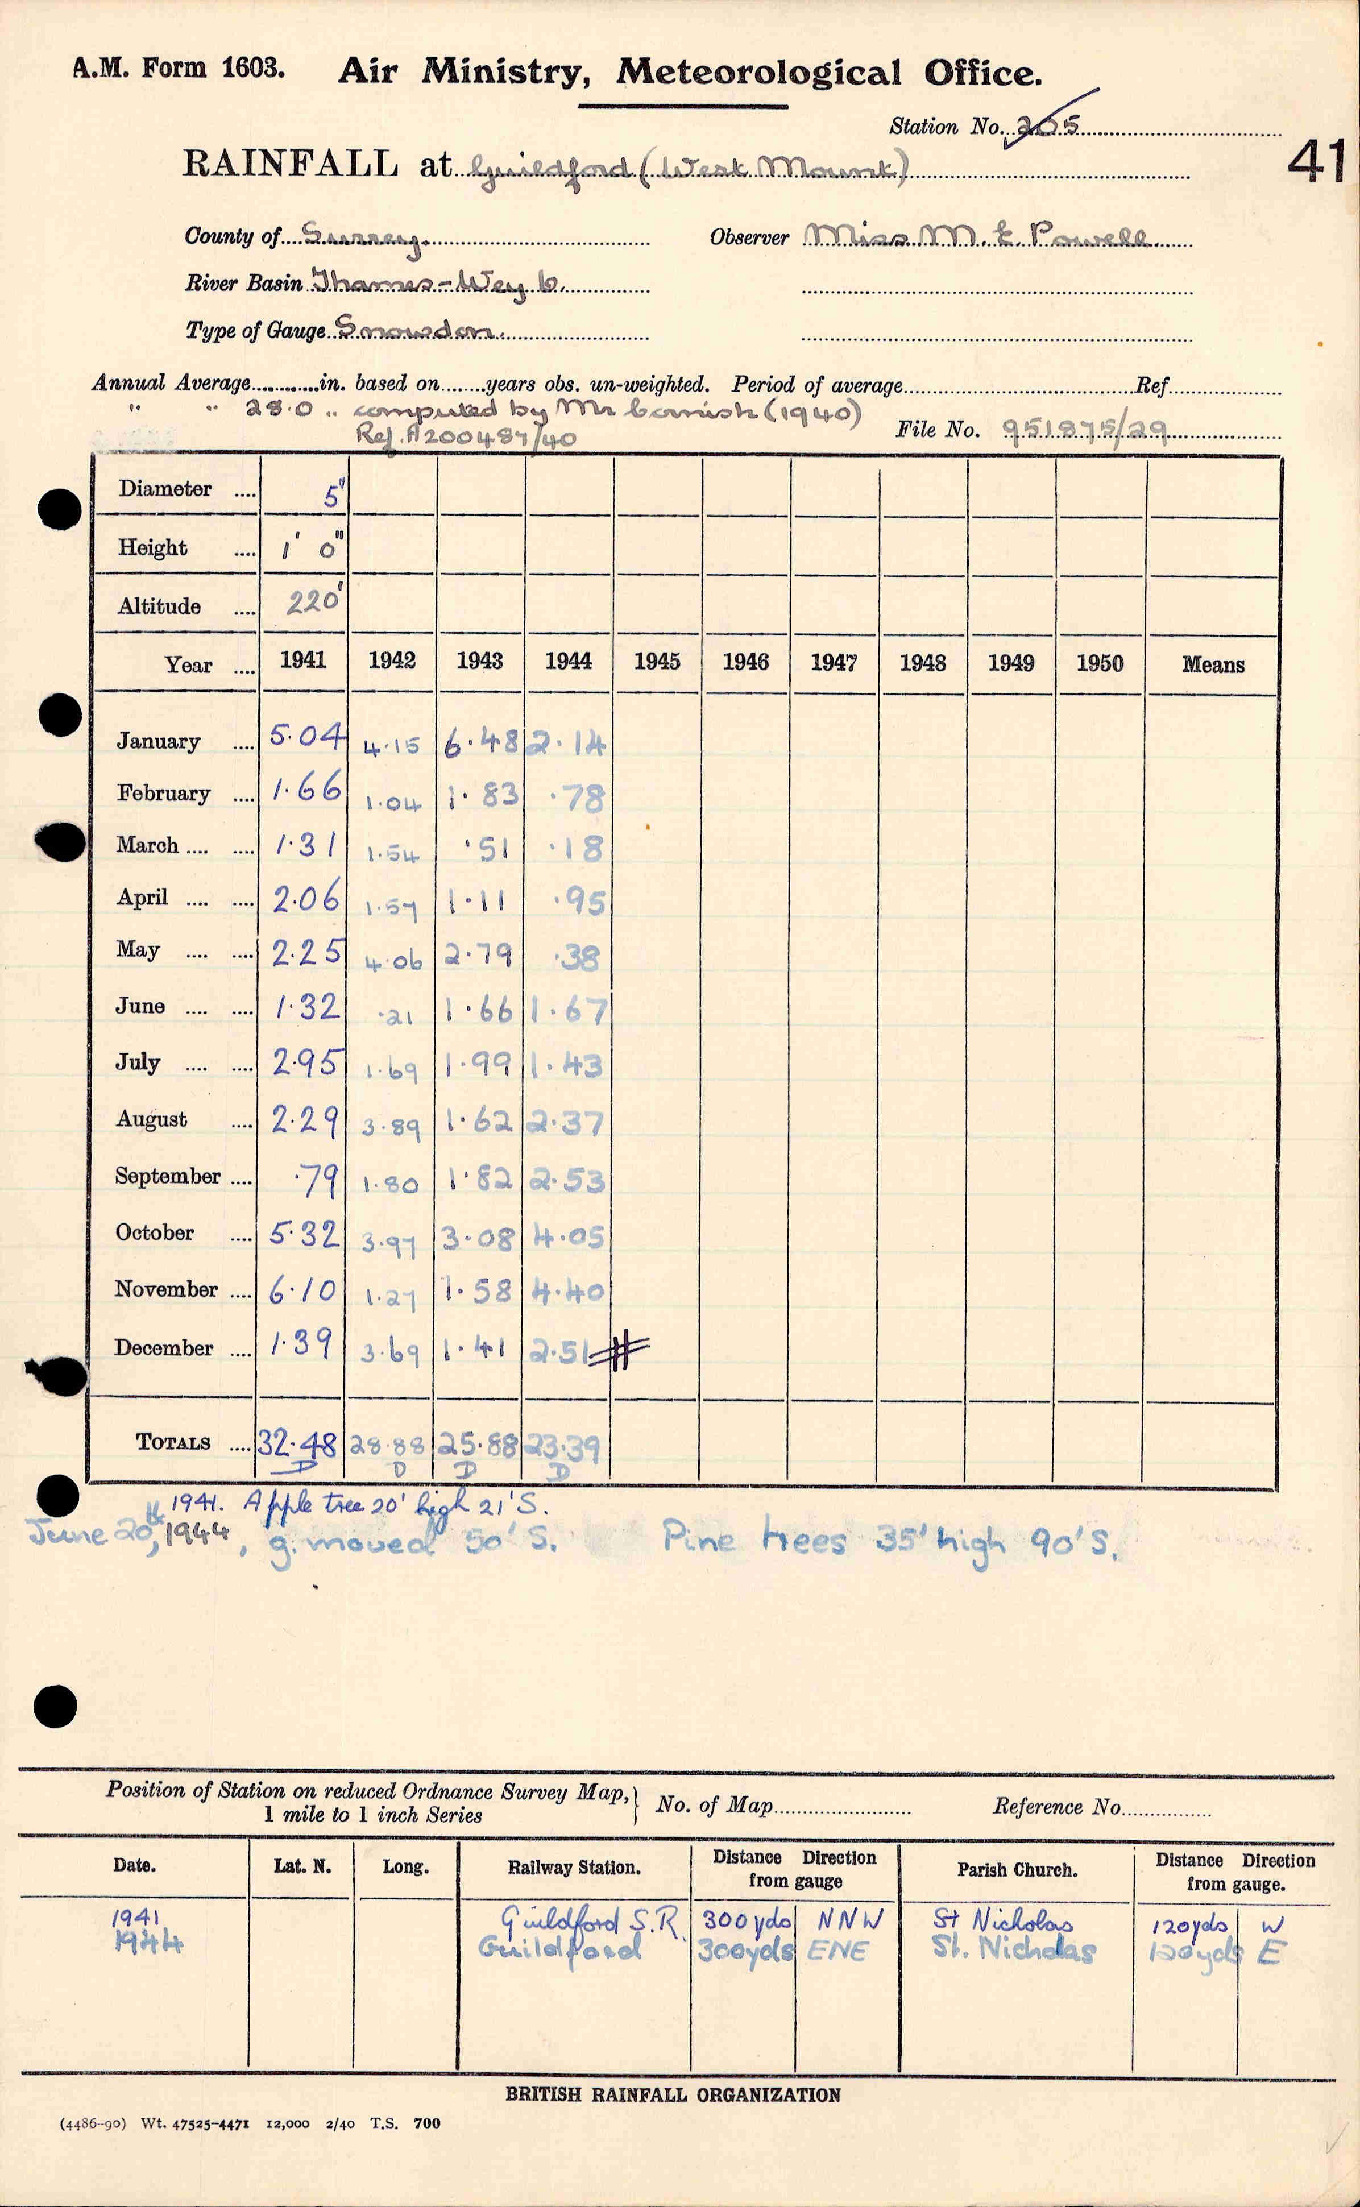 A.M. Form 1603. Air Ministry, Meteorological Office.
Station No. 205
41
RAINFALL at Guildford (West Mount)
County of Surrey. Observer Miss M. E. Powell
River Basin Thames-Wey b.
Type of Gauge Snowdon.
Annual Average in. based on years obs. un-weighted. Period of average Ref.
" " 28.0 " computed by Mr Cornish (1940)
Ref. A200487/40 File No. 951875/29
Diameter .... 5"
Height .... 1' 0"
Altitude .... 220'
Year .... 1941 1942 1943 1944 1945 1946 1947 1948 1949 1950 Means
January .... 5.04 4.15 6.48 2.14
February .... 1.66 1.04 1.83 .78
March .... .... 1.31 1.54 .51 .18
April .... .... 2.06 1.57 1.11 .95
May .... .... 2.25 4.06 2.79 .38
June .... .... 1.32 .21 1.66 1.67
July .... .... 2.95 1.69 1.99 1.43
August .... 2.29 3.89 1.62 2.37
September .... .79 1.80 1.82 2.53
October .... 5.32 3.97 3.08 4.05
November .... 6.10 1.27 1.58 4.40
December .... 1.39 3.69 1.41 2.51 #
TOTALS .... 32.48 28.88 25.88 23.39
D D D D
1941. Apple tree 20' high 21' S.
June 20th, 1944, g. moved 50' S. Pine trees 35' high 90' S.
Position of Station on reduced Ordnance Survey Map, } No. of Map Reference No.
1 mile to 1 inch Series
Date. Lat. N. Long. Railway Station. Distance Direction from gauge Parish Church. Distance Direction from gauge.
1941 Guildford S.R. 300 yds NNW St Nicholas 120 yds W
1944 Guildford 300yds ENE St. Nicholas 120yds E
BRITISH RAINFALL ORGANIZATION
(4486-90) Wt. 47525-4471 12,000 2/40 T.S. 700